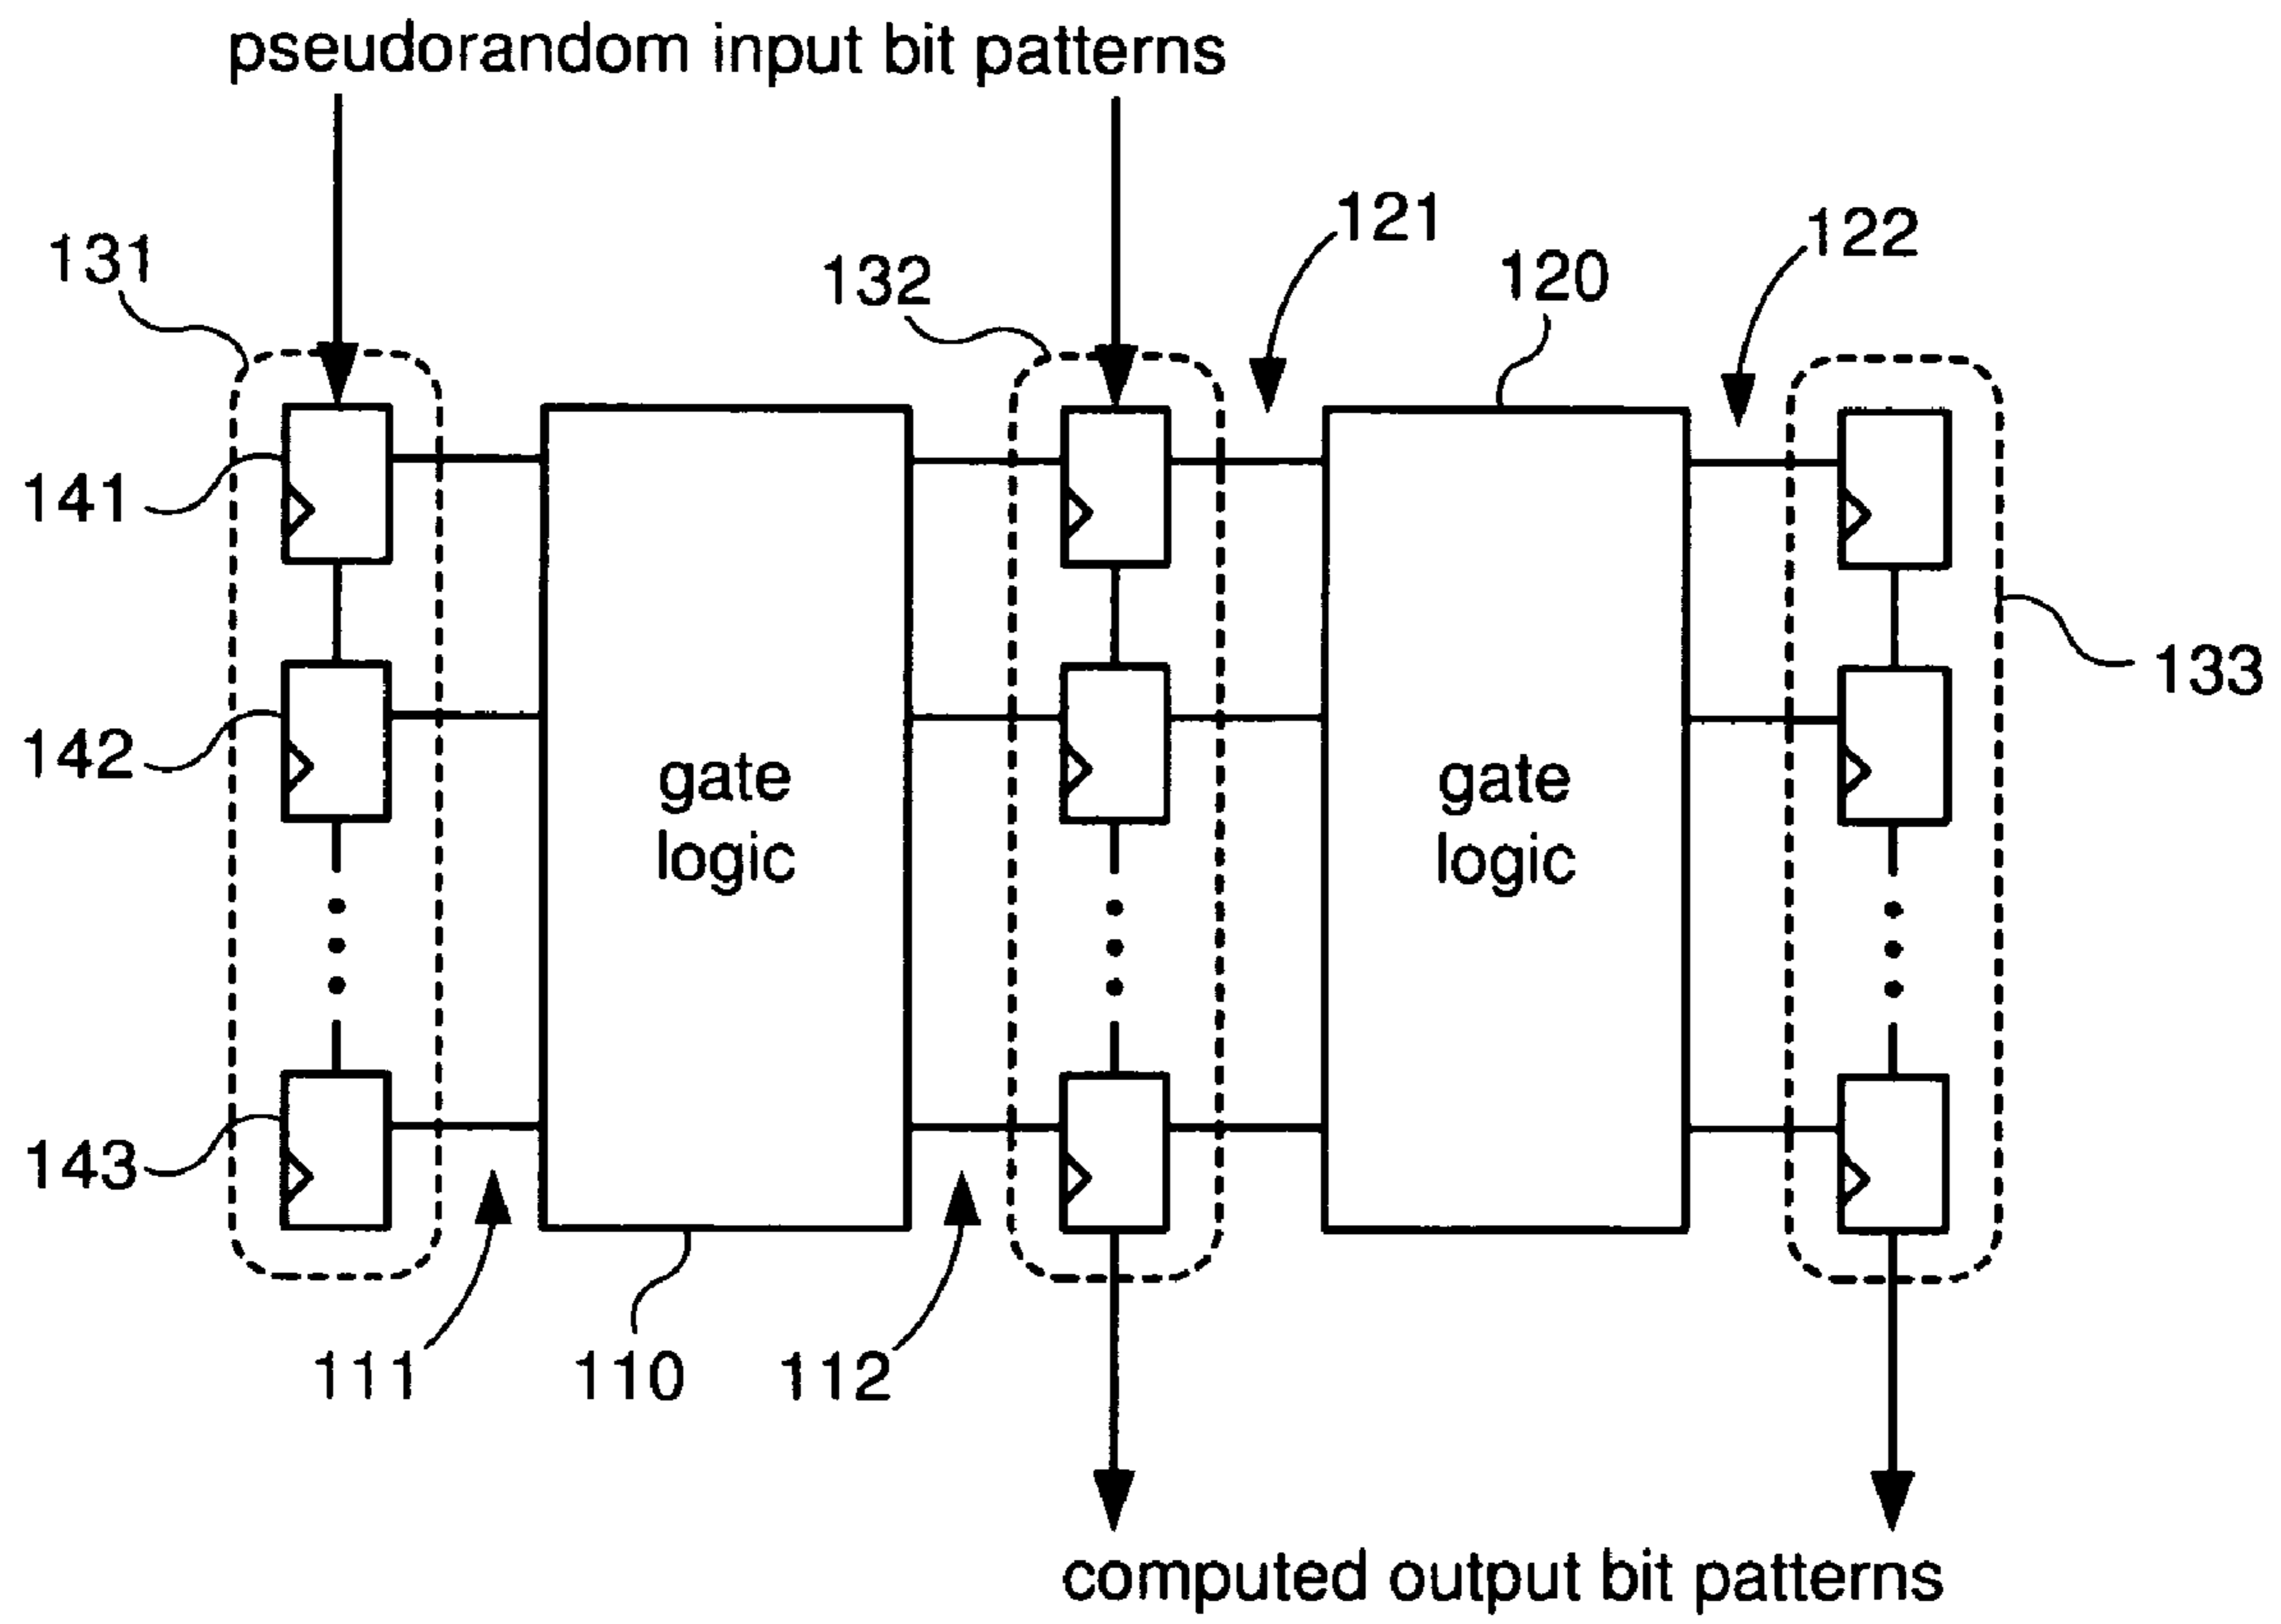 pseudorandom input bit patterns
121
122
131
132
120
141
133
142
gate
logic
gate
logic
143
111
110
112
computed output bit patterns